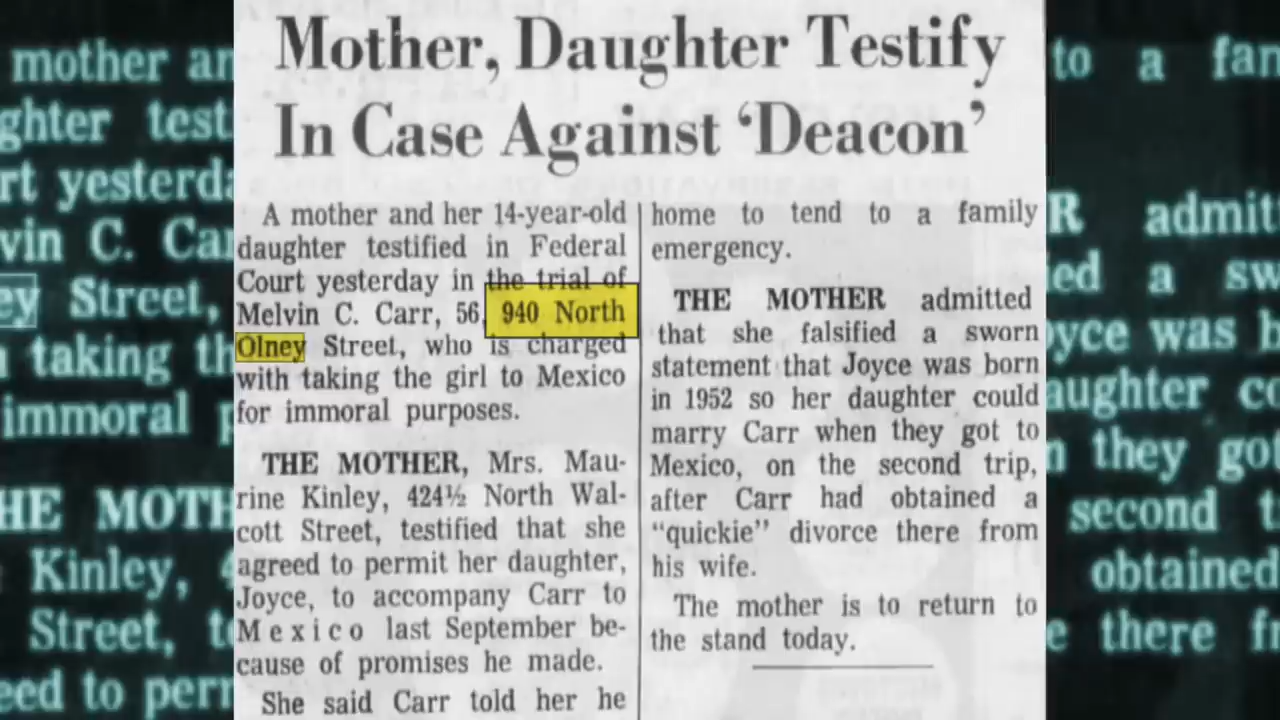 Mother, Daughter Testify
In Case Against ‘Deacon’
A mother and her 14-year-old
daughter testified in Federal
Court yesterday in the trial of
Melvin C. Carr, 56, 940 North
Olney Street, who is charged
with taking the girl to Mexico
for immoral purposes.
THE MOTHER, Mrs. Mau-
rine Kinley, 424½ North Wal-
cott Street, testified that she
agreed to permit her daughter,
Joyce, to accompany Carr to
Mexico last September be-
cause of promises he made.
She said Carr told her he
home to tend to a family
emergency.
THE MOTHER admitted
that she falsified a sworn
statement that Joyce was born
in 1952 so her daughter could
marry Carr when they got to
Mexico, on the second trip,
after Carr had obtained a
“quickie” divorce there from
his wife.
The mother is to return to
the stand today.